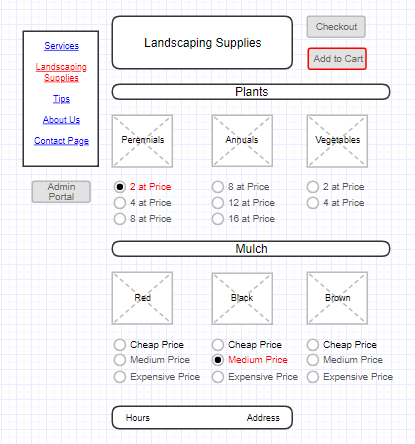 Services
Landscaping
Supplies
Tips
About Us
Contact Page
Admin
Portal
Landscaping Supplies
Checkout
Add to Cart
Plants
Perennials
Annuals
Vegetables
2 at Price
8 at Price
2 at Price
4 at Price
12 at Price
4 at Price
8 at Price
16 at Price
Mulch
Red
Black
Brown
Cheap Price
Cheap Price
Cheap Price
Medium Price
Medium Price
Medium Price
Expensive Price
Expensive Price
Expensive Price
Hours
Address